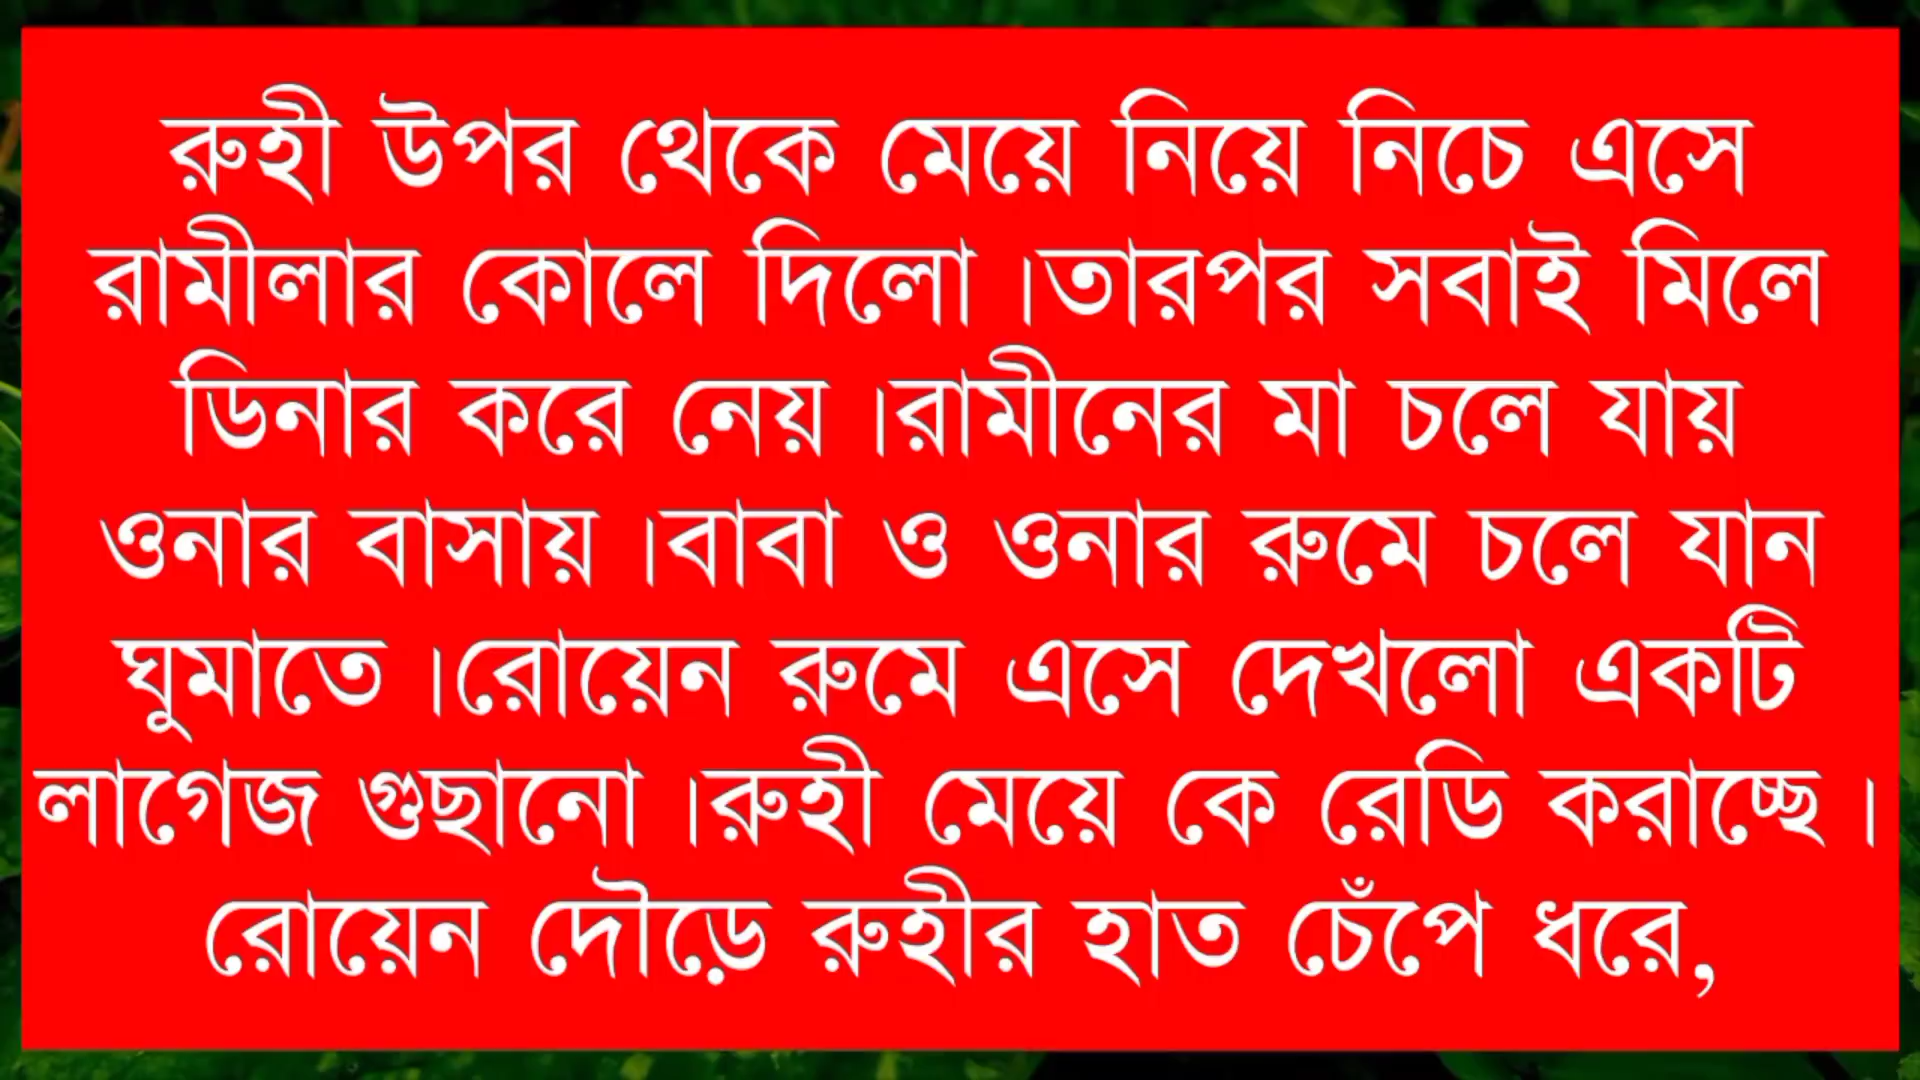 রুহী উপর থেকে মেয়ে নিয়ে নিচে এসে
রামীলার কোলে দিলো ।তারপর সবাই মিলে
ডিনার করে নেয় ।রামীনের মা চলে যায়
ওনার বাসায় ।বাবা ও ওনার রুমে চলে যান
ঘুমাতে ।রোয়েন রুমে এসে দেখলো একটি
লাগেজ গুছানো ।রুহী মেয়ে কে রেডি করাচ্ছে ।
রোয়েন দৌড়ে রুহীর হাত চেঁপে ধরে,